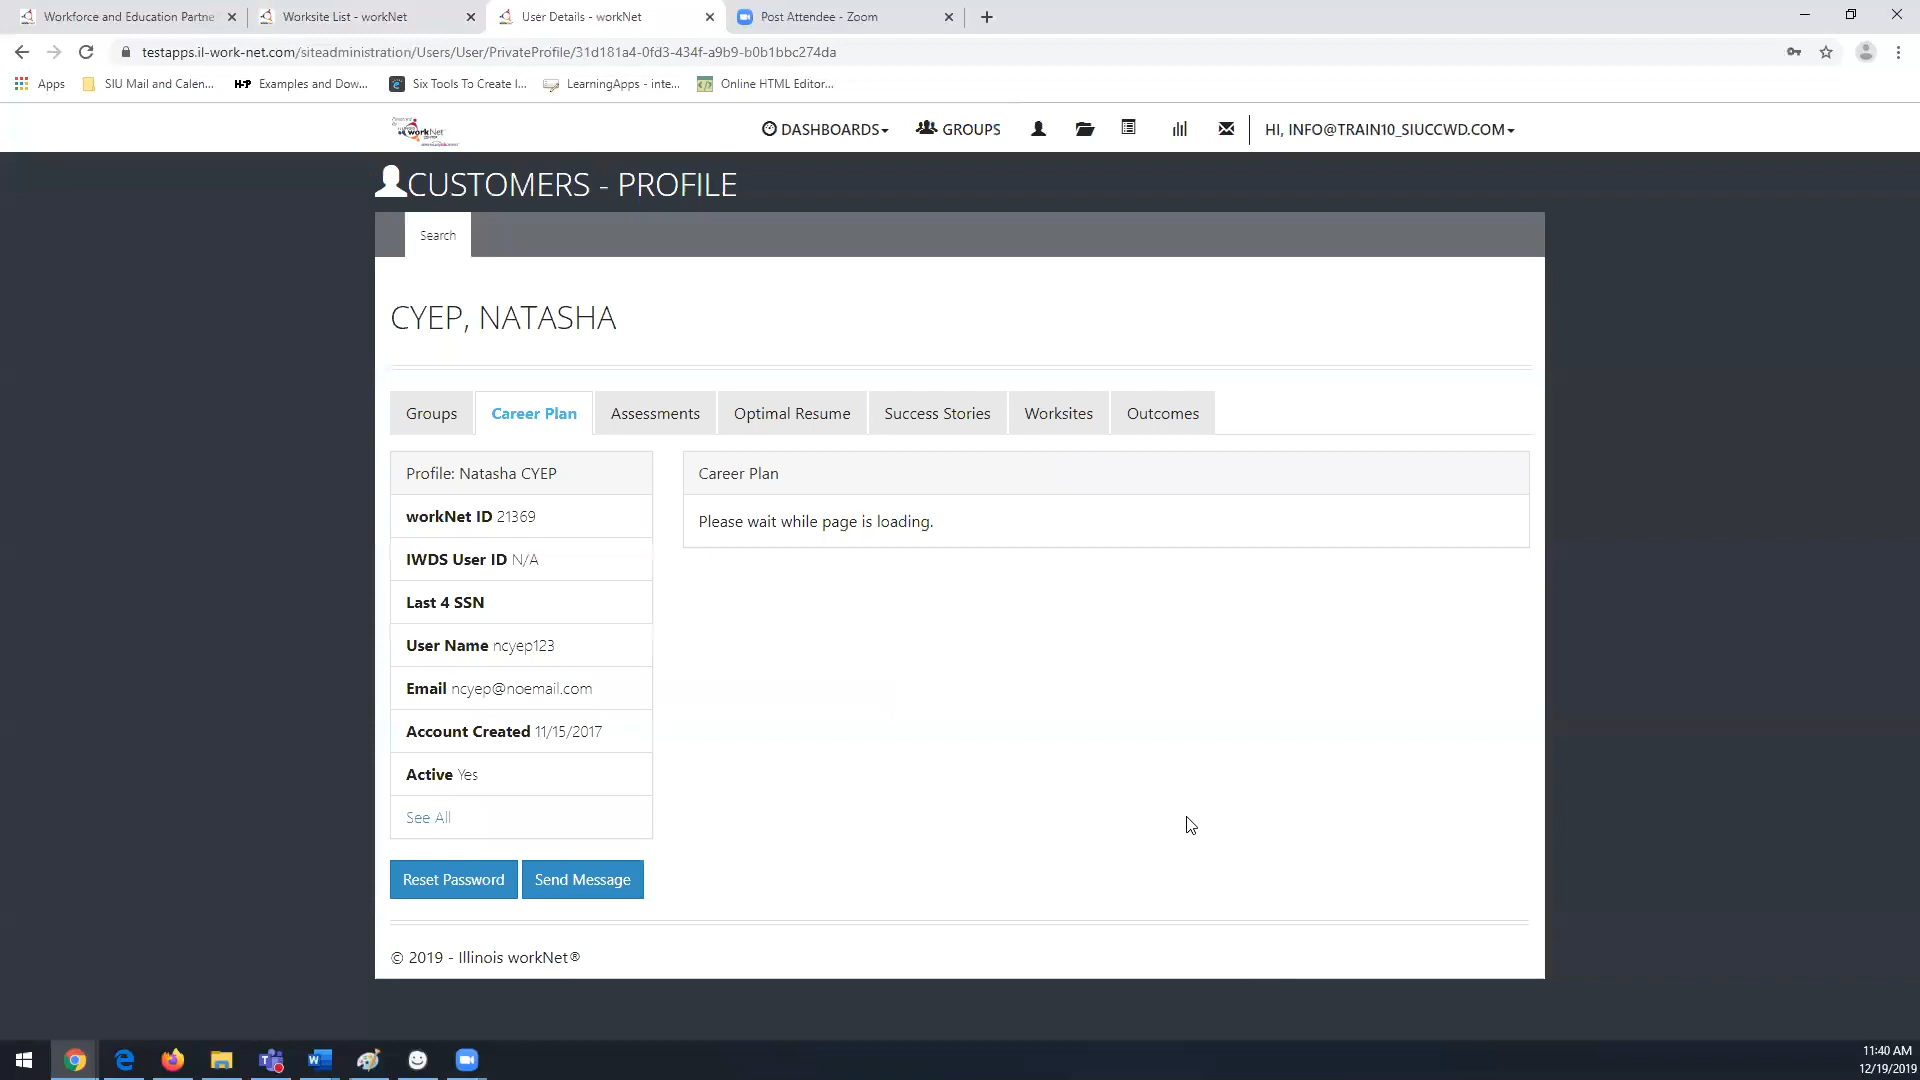 Workforce and Education Partne
Worksite List - workNet
User Details - workNet
Post Attendee - Zoom
testapps.il-work-net.com/siteadministration/Users/User/PrivateProfile/31d181a4-0fd3-434f-a9b9-b0b1bbc274da
Apps
SIU Mail and Calen...
Examples and Dow...
Six Tools To Create I...
LearningApps - inte...
Online HTML Editor...
workNet
DASHBOARDS
GROUPS
HI, INFO@TRAIN10_SIUCCWD.COM
CUSTOMERS - PROFILE
Search
CYEP, NATASHA
Groups
Career Plan
Assessments
Optimal Resume
Success Stories
Worksites
Outcomes
Profile: Natasha CYEP
workNet ID 21369
IWDS User ID N/A
Last 4 SSN
User Name ncyep123
Email ncyep@noemail.com
Account Created 11/15/2017
Active Yes
See All
Career Plan
Please wait while page is loading.
Reset Password
Send Message
© 2019 - Illinois workNet®
11:40 AM
12/19/2019